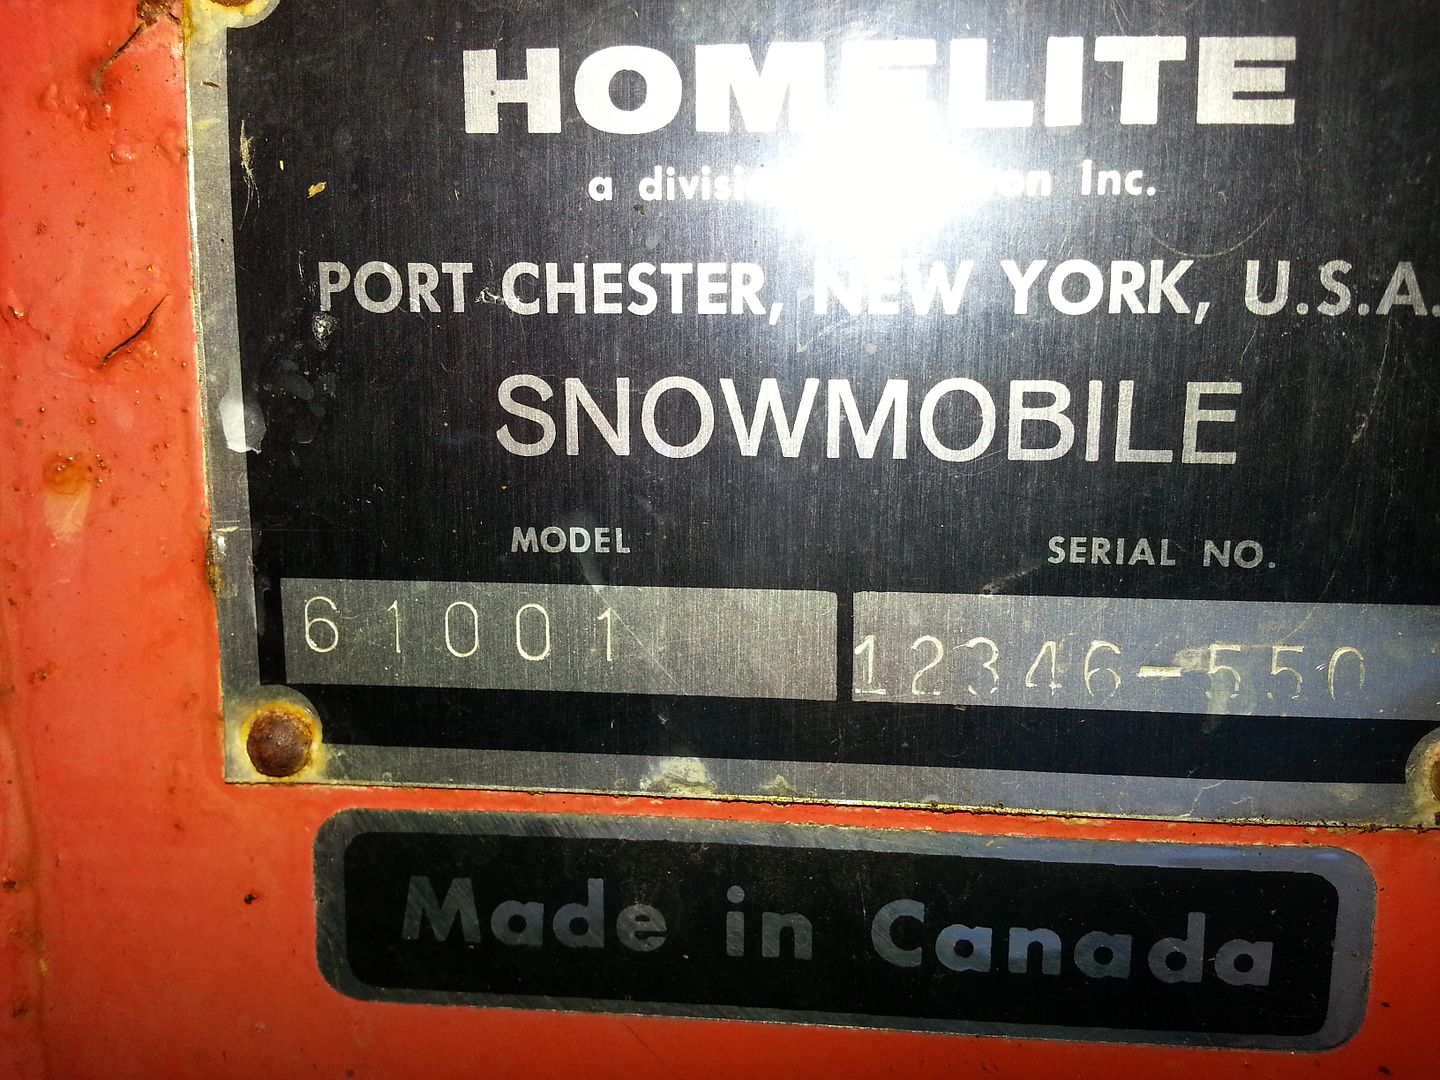 HOMELITE
a Inc.
PORT CHESTER, NEW YORK, U.S.A.
SNOWMOBILE
MODEL SERIAL NO.
61001 12346-550
Made in Canada